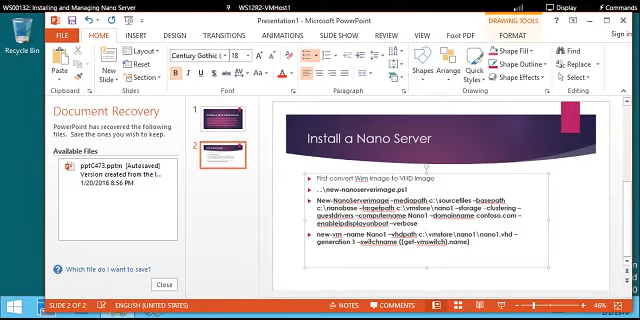 WS00132: Installing and Managing Nano Server
WS12R2-VMHost1
Display
Commands
Recycle Bin
Presentation1 - Microsoft PowerPoint
DRAWING TOOLS
FILE
HOME
INSERT
DESIGN
TRANSITIONS
ANIMATIONS
SLIDE SHOW
REVIEW
VIEW
Foxit PDF
FORMAT
Sign in
Paste
New Slide
Layout
Reset
Section
Century Gothic (
18
Shapes
Arrange
Quick Styles
Shape Fill
Shape Outline
Shape Effects
Find
Replace
Select
Clipboard
Slides
Font
Paragraph
Drawing
Editing
Document Recovery
PowerPoint has recovered the following
files. Save the ones you wish to keep.
Available Files
pptC473.pptm [Autosaved]
Version created from the l...
1/20/2016 8:56 PM
Which file do I want to save?
Close
1
2
Install a Nano Server
First convert Wim image to VHD Image
. .\new-nanoserverimage.ps1
New-NanoServerimage –mediapath c:\sourcefiles –basepath
c:\nanobase –targetpath c:\vmstore\nano1 –storage –clustering –
guestdrivers –computername Nano1 –domainname contoso.com –
enableipdisplayonboot –verbose
new-vm –name Nano1 –vhdpath c:\vmstore\nano1\nano1.vhd –
generation 1 –switchname ((get-vmswitch).name)
SLIDE 2 OF 2
ENGLISH (UNITED STATES)
NOTES
COMMENTS
46%